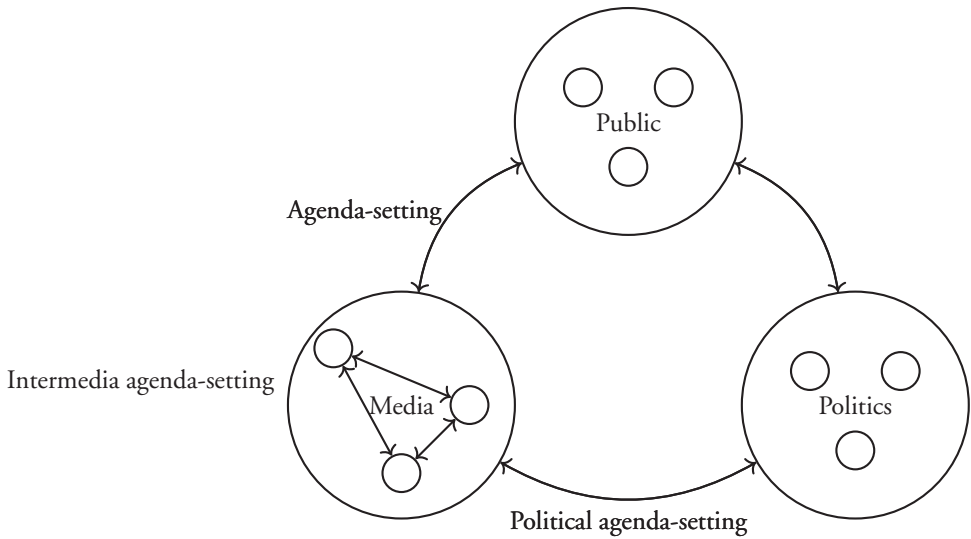 Public
Agenda-setting
Intermedia agenda-setting
Media
Politics
Political agenda-setting